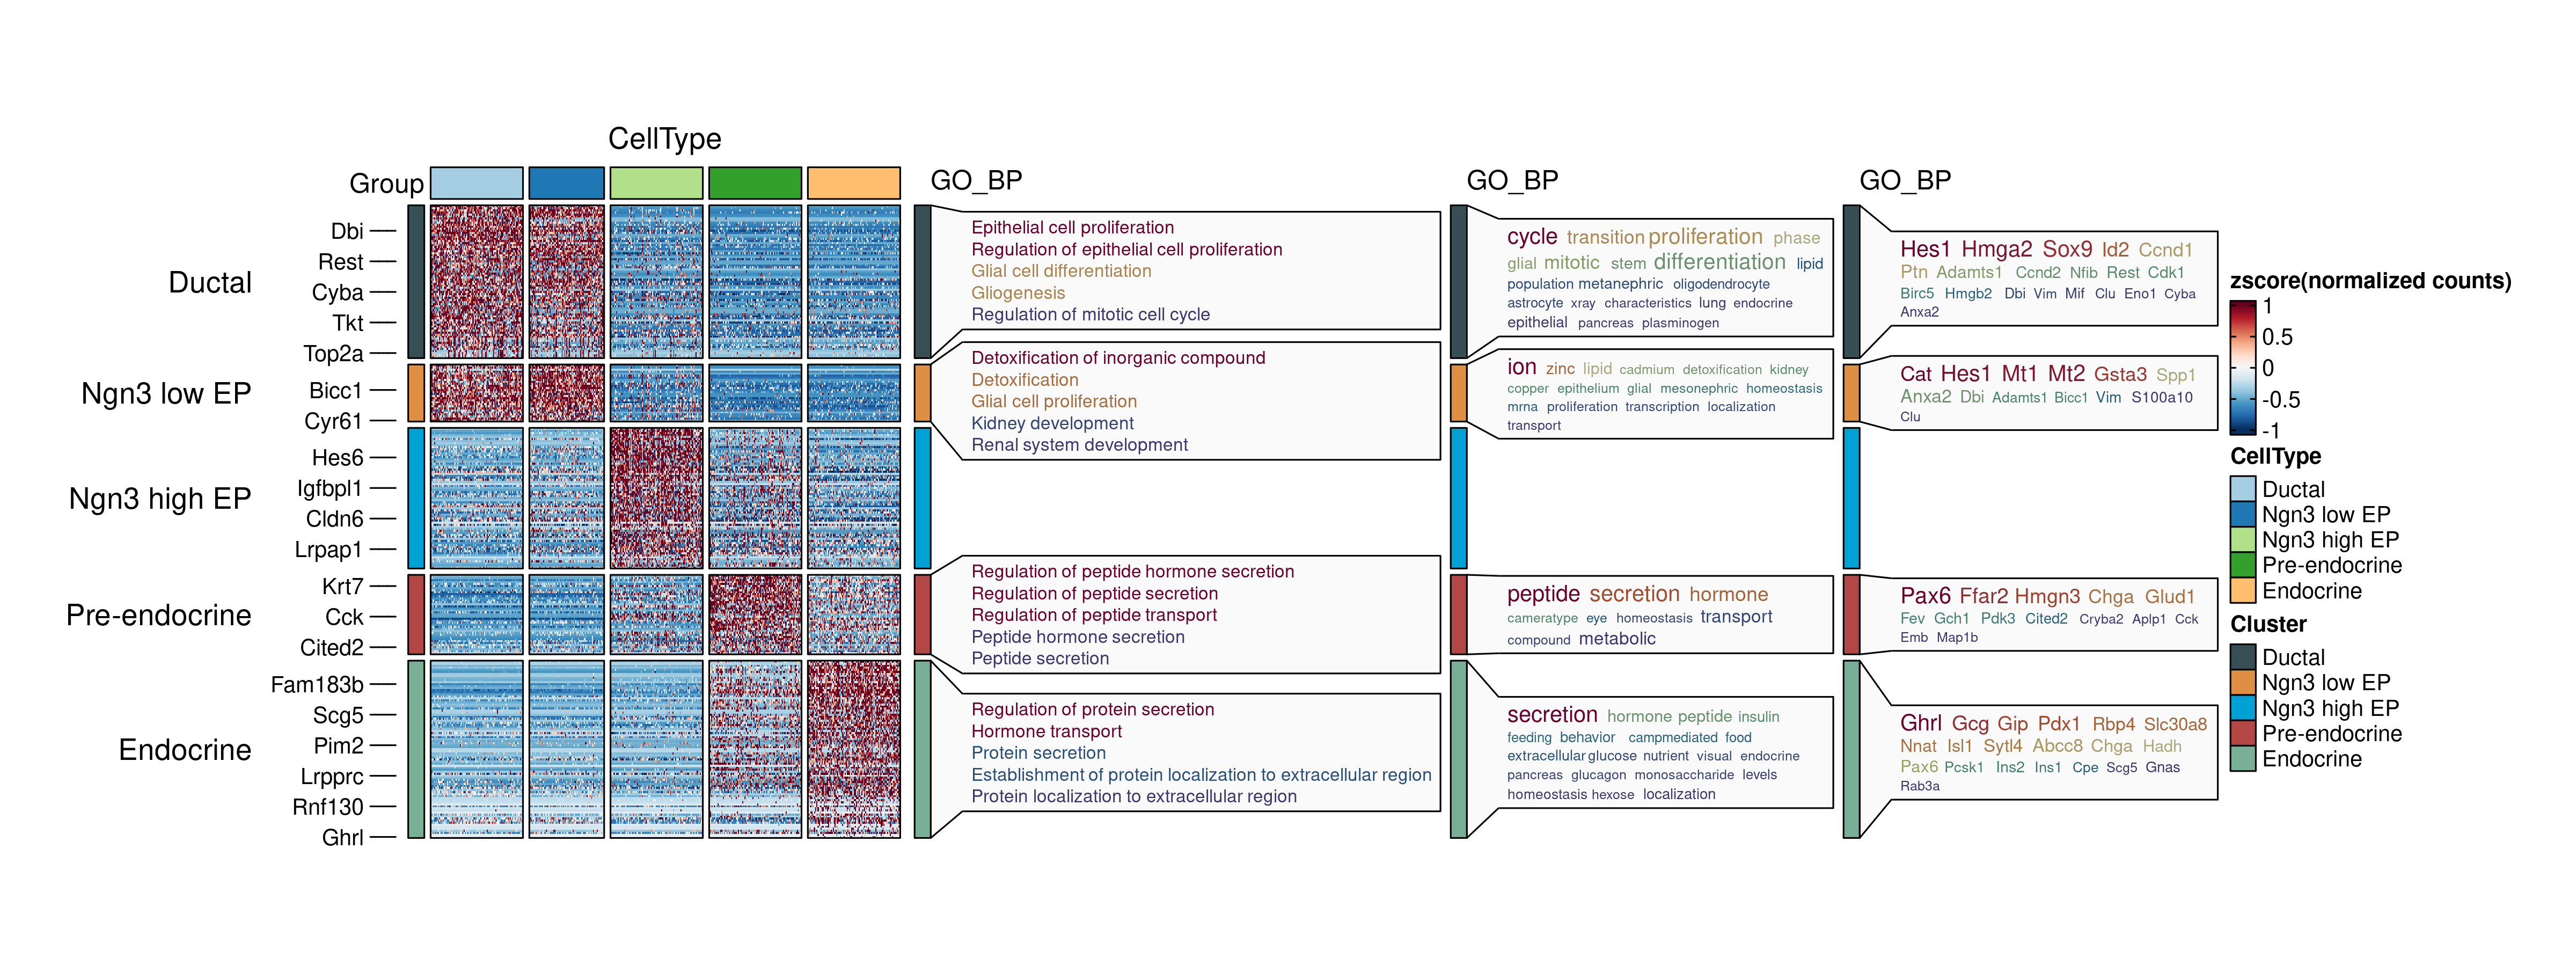 CellType
Group
GO_BP
GO_BP
GO_BP
Ductal
Ngn3 low EP
Ngn3 high EP
Pre-endocrine
Endocrine
Dbi
Rest
Cyba
Tkt
Top2a
Bicc1
Cyr61
Hes6
Igfbpl1
Cldn6
Lrpap1
Krt7
Cck
Cited2
Fam183b
Scg5
Pim2
Lrpprc
Rnf130
Ghrl
Epithelial cell proliferation
Regulation of epithelial cell proliferation
Glial cell differentiation
Gliogenesis
Regulation of mitotic cell cycle
Detoxification of inorganic compound
Detoxification
Glial cell proliferation
Kidney development
Renal system development
Regulation of peptide hormone secretion
Regulation of peptide secretion
Regulation of peptide transport
Peptide hormone secretion
Peptide secretion
Regulation of protein secretion
Hormone transport
Protein secretion
Establishment of protein localization to extracellular region
Protein localization to extracellular region
cycle transition proliferation phase
glial mitotic stem differentiation lipid
population metanephric oligodendrocyte
astrocyte xray characteristics lung endocrine
epithelial pancreas plasminogen
ion zinc lipid cadmium detoxification kidney
copper epithelium glial mesonephric homeostasis
mrna proliferation transcription localization
transport
peptide secretion hormone
cameratype eye homeostasis transport
compound metabolic
secretion hormone peptide insulin
feeding behavior campmediated food
extracellular glucose nutrient visual endocrine
pancreas glucagon monosaccharide levels
homeostasis hexose localization
Hes1 Hmga2 Sox9 Id2 Ccnd1
Ptn Adamts1 Ccnd2 Nfib Rest Cdk1
Birc5 Hmgb2 Dbi Vim Mif Clu Eno1 Cyba
Anxa2
Cat Hes1 Mt1 Mt2 Gsta3 Spp1
Anxa2 Dbi Adamts1 Bicc1 Vim S100a10
Clu
Pax6 Ffar2 Hmgn3 Chga Glud1
Fev Gch1 Pdk3 Cited2 Cryba2 Aplp1 Cck
Emb Map1b
Ghrl Gcg Gip Pdx1 Rbp4 Slc30a8
Nnat Isl1 Sytl4 Abcc8 Chga Hadh
Pax6 Pcsk1 Ins2 Ins1 Cpe Scg5 Gnas
Rab3a
zscore(normalized counts)
1
0.5
0
-0.5
-1
CellType
Ductal
Ngn3 low EP
Ngn3 high EP
Pre-endocrine
Endocrine
Cluster
Ductal
Ngn3 low EP
Ngn3 high EP
Pre-endocrine
Endocrine